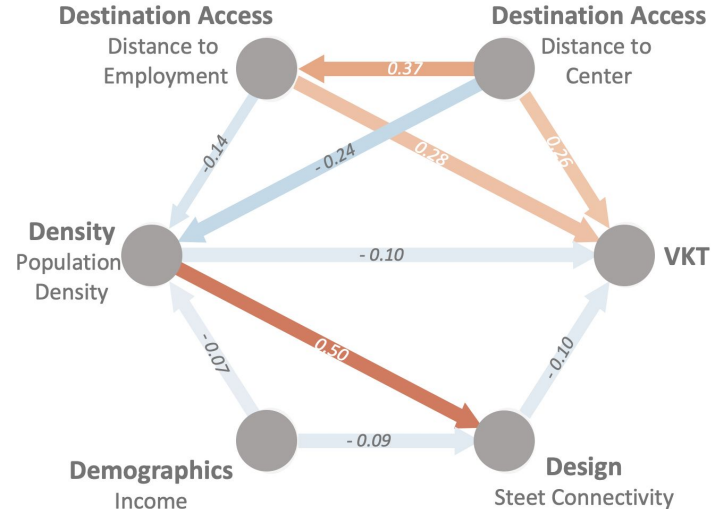 Destination Access
Distance to
Employment
Destination Access
Distance to
Center
0.37
-0.14
- 0.24
0.28
0.26
Density
Population
Density
- 0.10
VKT
- 0.07
0.50
- 0.10
- 0.09
Demographics
Income
Design
Steet Connectivity